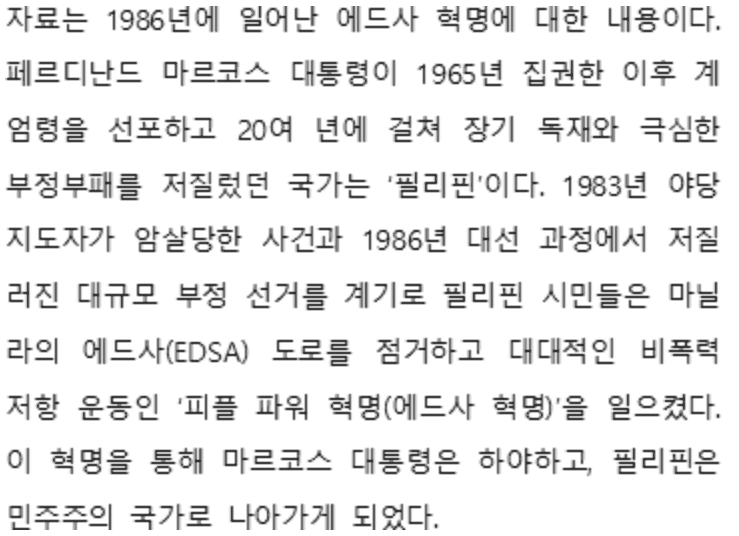 자료는 1986년에 일어난 에드사 혁명에 대한 내용이다.
페르디난드 마르코스 대통령이 1965년 집권한 이후 계
엄령을 선포하고 20여 년에 걸쳐 장기 독재와 극심한
부정부패를 저질렀던 국가는 '필리핀'이다. 1983년 야당
지도자가 암살당한 사건과 1986년 대선 과정에서 저질
러진 대규모 부정 선거를 계기로 필리핀 시민들은 마닐
라의 에드사(EDSA) 도로를 점거하고 대대적인 비폭력
저항 운동인 '피플 파워 혁명(에드사 혁명)'을 일으켰다.
이 혁명을 통해 마르코스 대통령은 하야하고, 필리핀은
민주주의 국가로 나아가게 되었다.